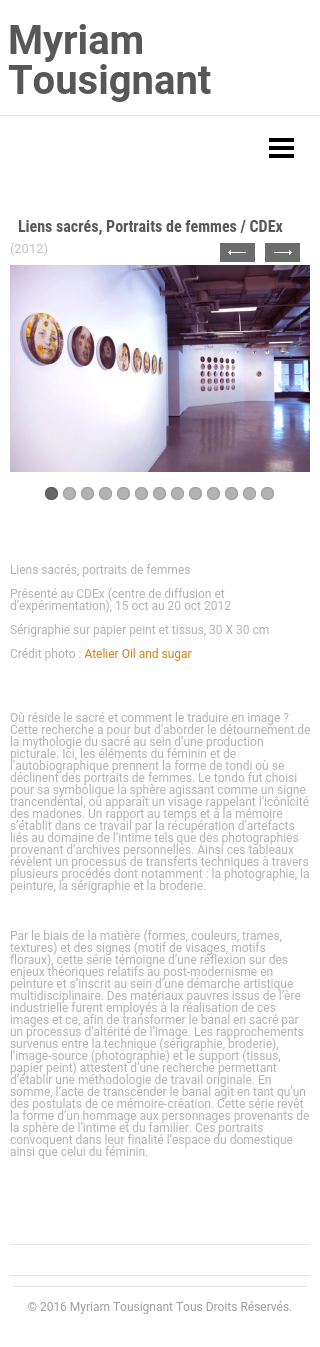 Myriam
Tousignant
Liens sacrés, Portraits de femmes / CDEx
(2012)
Liens sacrés, portraits de femmes
Présenté au CDEx (centre de diffusion et
d’expérimentation), 15 oct au 20 oct 2012
Sérigraphie sur papier peint et tissus, 30 X 30 cm
Crédit photo : Atelier Oil and sugar
Où réside le sacré et comment le traduire en image ?
Cette recherche a pour but d’aborder le détournement de
la mythologie du sacré au sein d’une production
picturale. Ici, les éléments du féminin et de
l’autobiographique prennent la forme de tondi où se
déclinent des portraits de femmes. Le tondo fut choisi
pour sa symbolique la sphère agissant comme un signe
trancendental, où apparaît un visage rappelant l’icônicité
des madones. Un rapport au temps et à la mémoire
s’établit dans ce travail par la récupération d’artefacts
liés au domaine de l’intime tels que des photographies
provenant d’archives personnelles. Ainsi ces tableaux
révèlent un processus de transferts techniques à travers
plusieurs procédés dont notamment : la photographie, la
peinture, la sérigraphie et la broderie.
Par le biais de la matière (formes, couleurs, trames,
textures) et des signes (motif de visages, motifs
floraux), cette série témoigne d’une réflexion sur des
enjeux théoriques relatifs au post-modernisme en
peinture et s’inscrit au sein d’une démarche artistique
multidisciplinaire. Des matériaux pauvres issus de l’ère
industrielle furent employés à la réalisation de ces
images et ce, afin de transformer le banal en sacré par
un processus d’altérité de l’image. Les rapprochements
survenus entre la technique (sérigraphie, broderie),
l’image-source (photographie) et le support (tissus,
papier peint) attestent d’une recherche permettant
d’établir une méthodologie de travail originale. En
somme, l’acte de transcender le banal agit en tant qu’un
des postulats de ce mémoire-création. Cette série revêt
la forme d’un hommage aux personnages provenants de
la sphère de l’intime et du familier. Ces portraits
convoquent dans leur finalité l’espace du domestique
ainsi que celui du féminin.
© 2016 Myriam Tousignant Tous Droits Réservés.